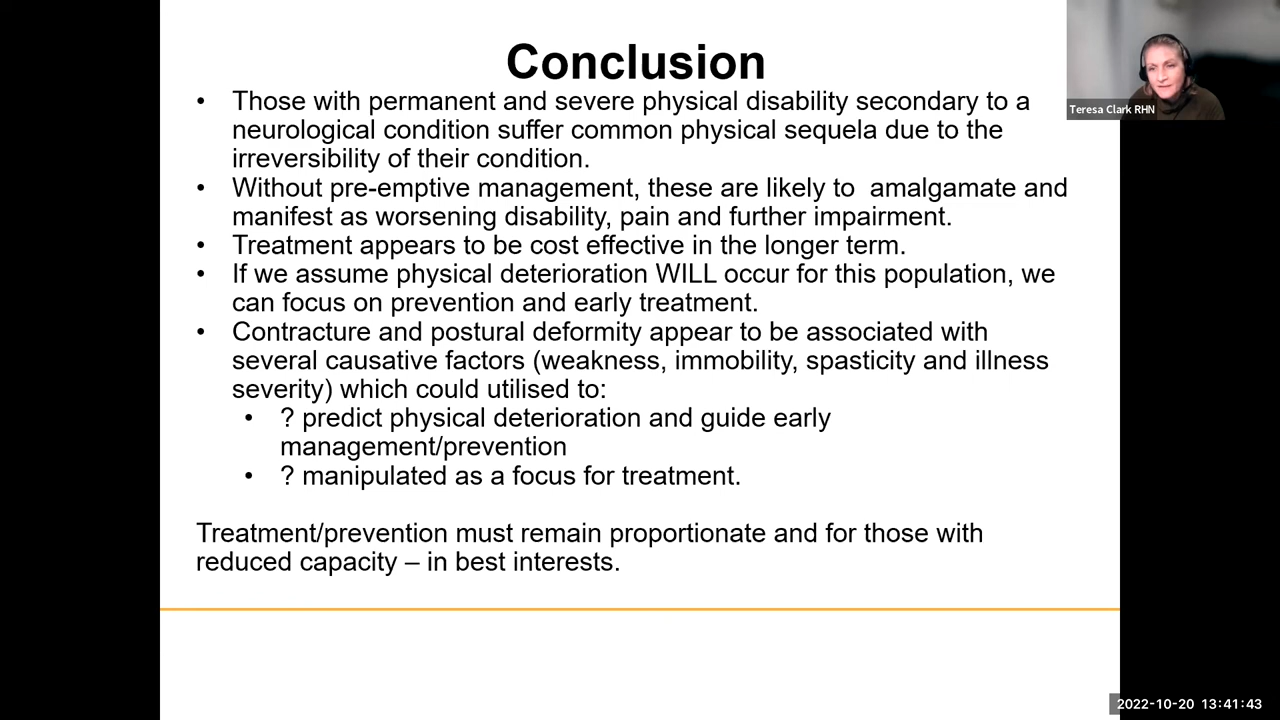 Conclusion
• Those with permanent and severe physical disability secondary to a
neurological condition suffer common physical sequela due to the
irreversibility of their condition.
• Without pre-emptive management, these are likely to  amalgamate and
manifest as worsening disability, pain and further impairment.
• Treatment appears to be cost effective in the longer term.
• If we assume physical deterioration WILL occur for this population, we
can focus on prevention and early treatment.
• Contracture and postural deformity appear to be associated with
several causative factors (weakness, immobility, spasticity and illness
severity) which could utilised to:
• ? predict physical deterioration and guide early
management/prevention
• ? manipulated as a focus for treatment.
Treatment/prevention must remain proportionate and for those with
reduced capacity – in best interests.
Teresa Clark RHN
2022-10-20 13:41:43